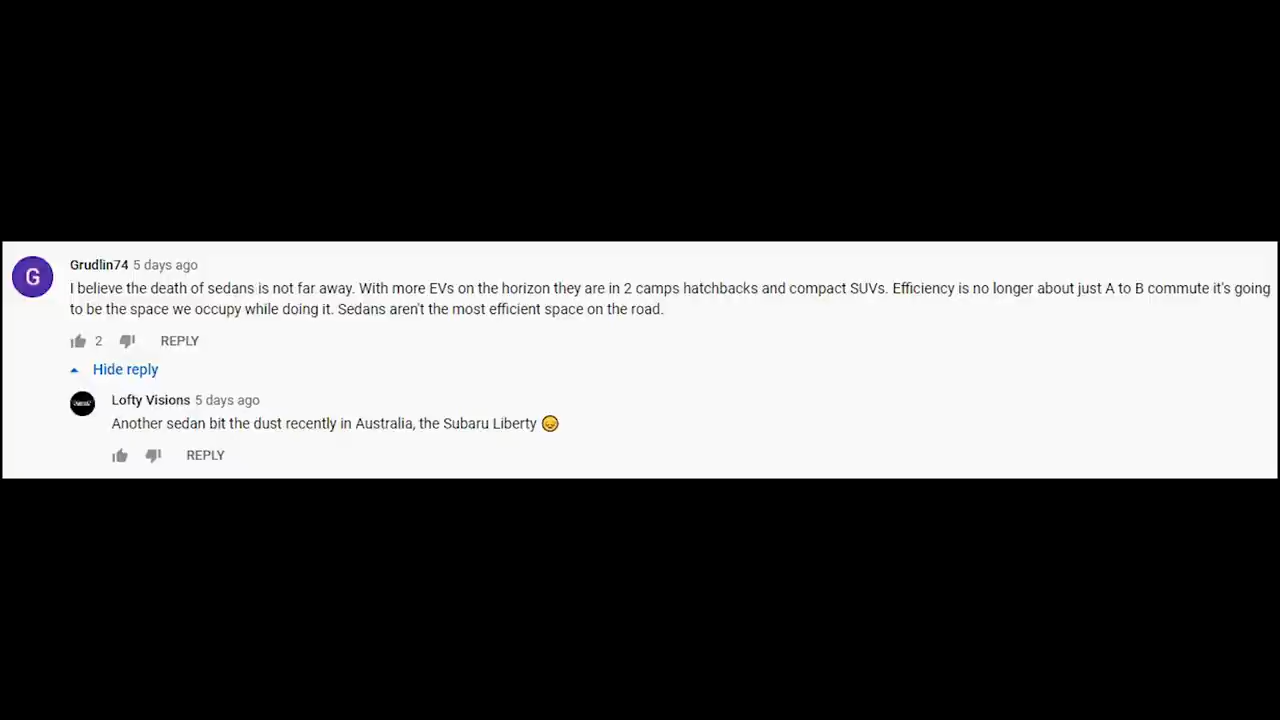 G
Grudlin74 5 days ago
I believe the death of sedans is not far away. With more EVs on the horizon they are in 2 camps hatchbacks and compact SUVs. Efficiency is no longer about just A to B commute it's going
to be the space we occupy while doing it. Sedans aren't the most efficient space on the road.
2 REPLY
Hide reply
Lofty Visions 5 days ago
Another sedan bit the dust recently in Australia, the Subaru Liberty 😞
REPLY